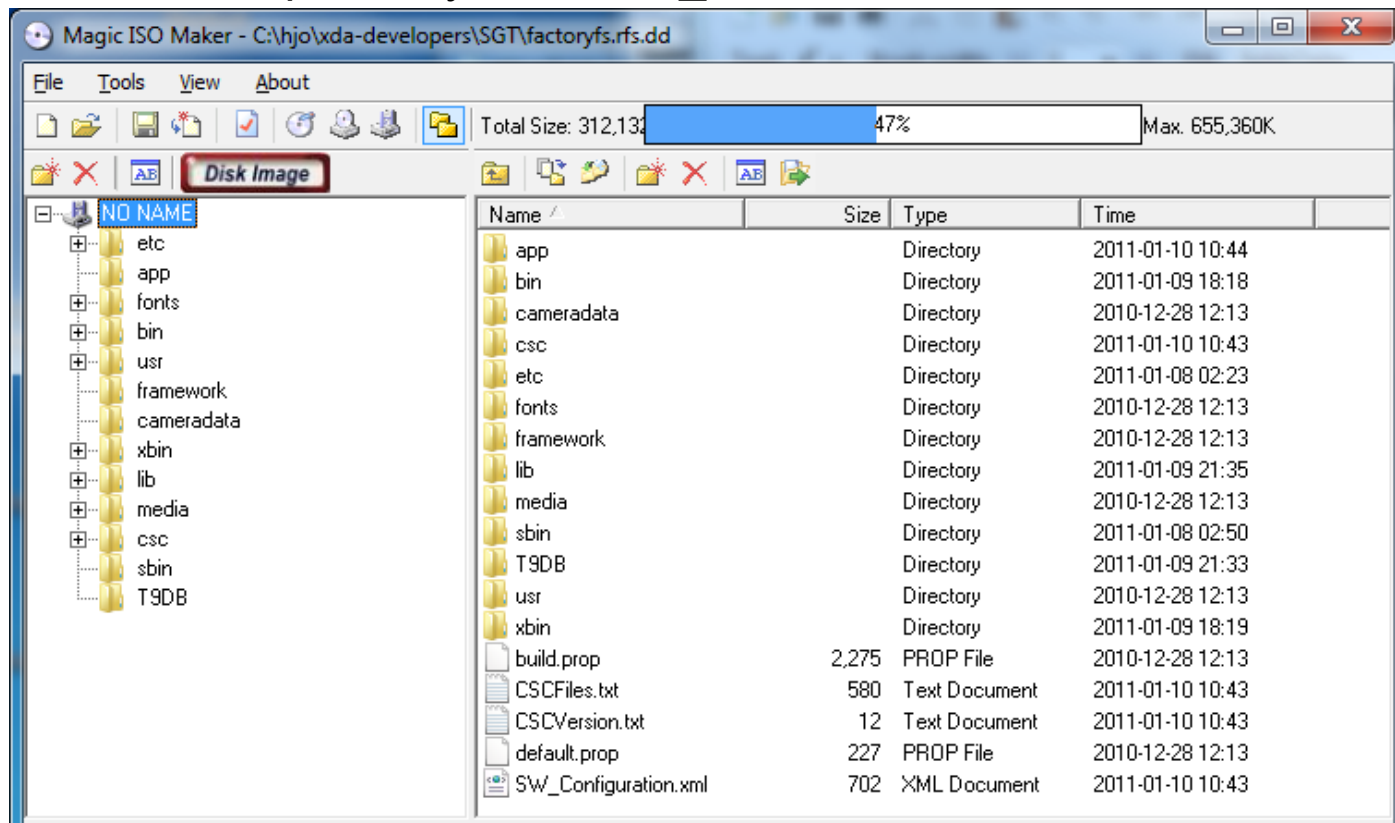 Magic ISO Maker - C:\hjo\xda-developers\SGT\factoryfs.rfs.dd
File Tools View About
Total Size: 312,132 47% Max. 655,360K
AB Disk Image AB
NO NAME
etc
app
fonts
bin
usr
framework
cameradata
xbin
lib
media
csc
sbin
T9DB
Name Size Type Time
app Directory 2011-01-10 10:44
bin Directory 2011-01-09 18:18
cameradata Directory 2010-12-28 12:13
csc Directory 2011-01-10 10:43
etc Directory 2011-01-08 02:23
fonts Directory 2010-12-28 12:13
framework Directory 2010-12-28 12:13
lib Directory 2011-01-09 21:35
media Directory 2010-12-28 12:13
sbin Directory 2011-01-08 02:50
T9DB Directory 2011-01-09 21:33
usr Directory 2010-12-28 12:13
xbin Directory 2011-01-09 18:19
build.prop 2,275 PROP File 2010-12-28 12:13
CSCFiles.txt 580 Text Document 2011-01-10 10:43
CSCVersion.txt 12 Text Document 2011-01-10 10:43
default.prop 227 PROP File 2010-12-28 12:13
SW_Configuration.xml 702 XML Document 2011-01-10 10:43